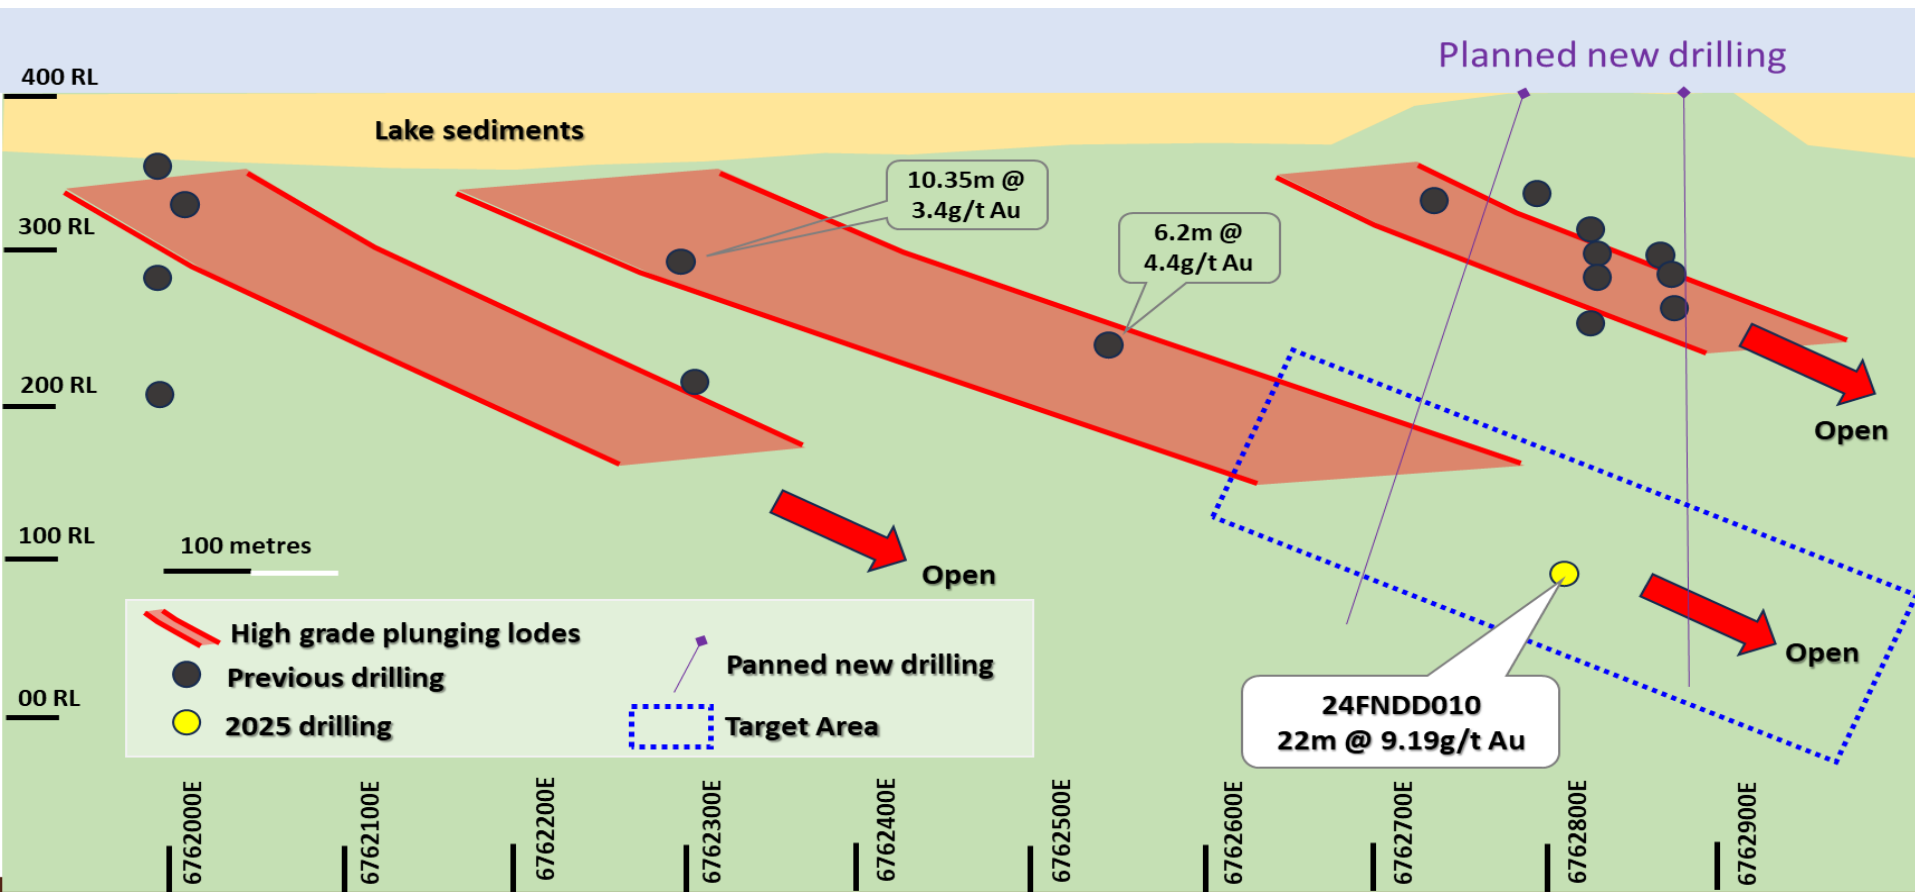 Planned new drilling
400 RL
Lake sediments
10.35m @
3.4g/t Au
6.2m @
4.4g/t Au
300 RL
200 RL
Open
100 RL
100 metres
Open
Open
High grade plunging lodes
Previous drilling
2025 drilling
Panned new drilling
Target Area
00 RL
24FNDD010
22m @ 9.19g/t Au
6762000E
6762100E
6762200E
6762300E
6762400E
6762500E
6762600E
6762700E
6762800E
6762900E